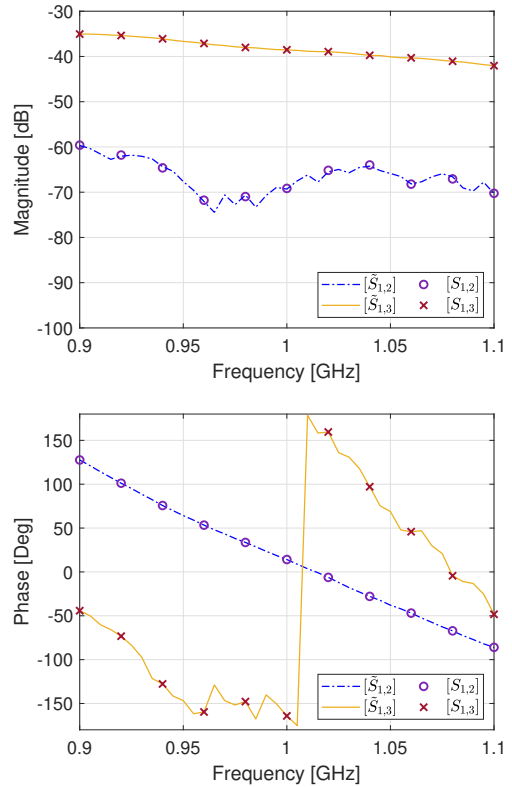 -30
-40
-50
-60
-70
-80
-90
-100
Magnitude [dB]
[S̃1,2] [S1,2]
[S̃1,3] [S1,3]
0.9 0.95 1 1.05 1.1
Frequency [GHz]
150
100
50
0
-50
-100
-150
Phase [Deg]
[S̃1,2] [S1,2]
[S̃1,3] [S1,3]
0.9 0.95 1 1.05 1.1
Frequency [GHz]